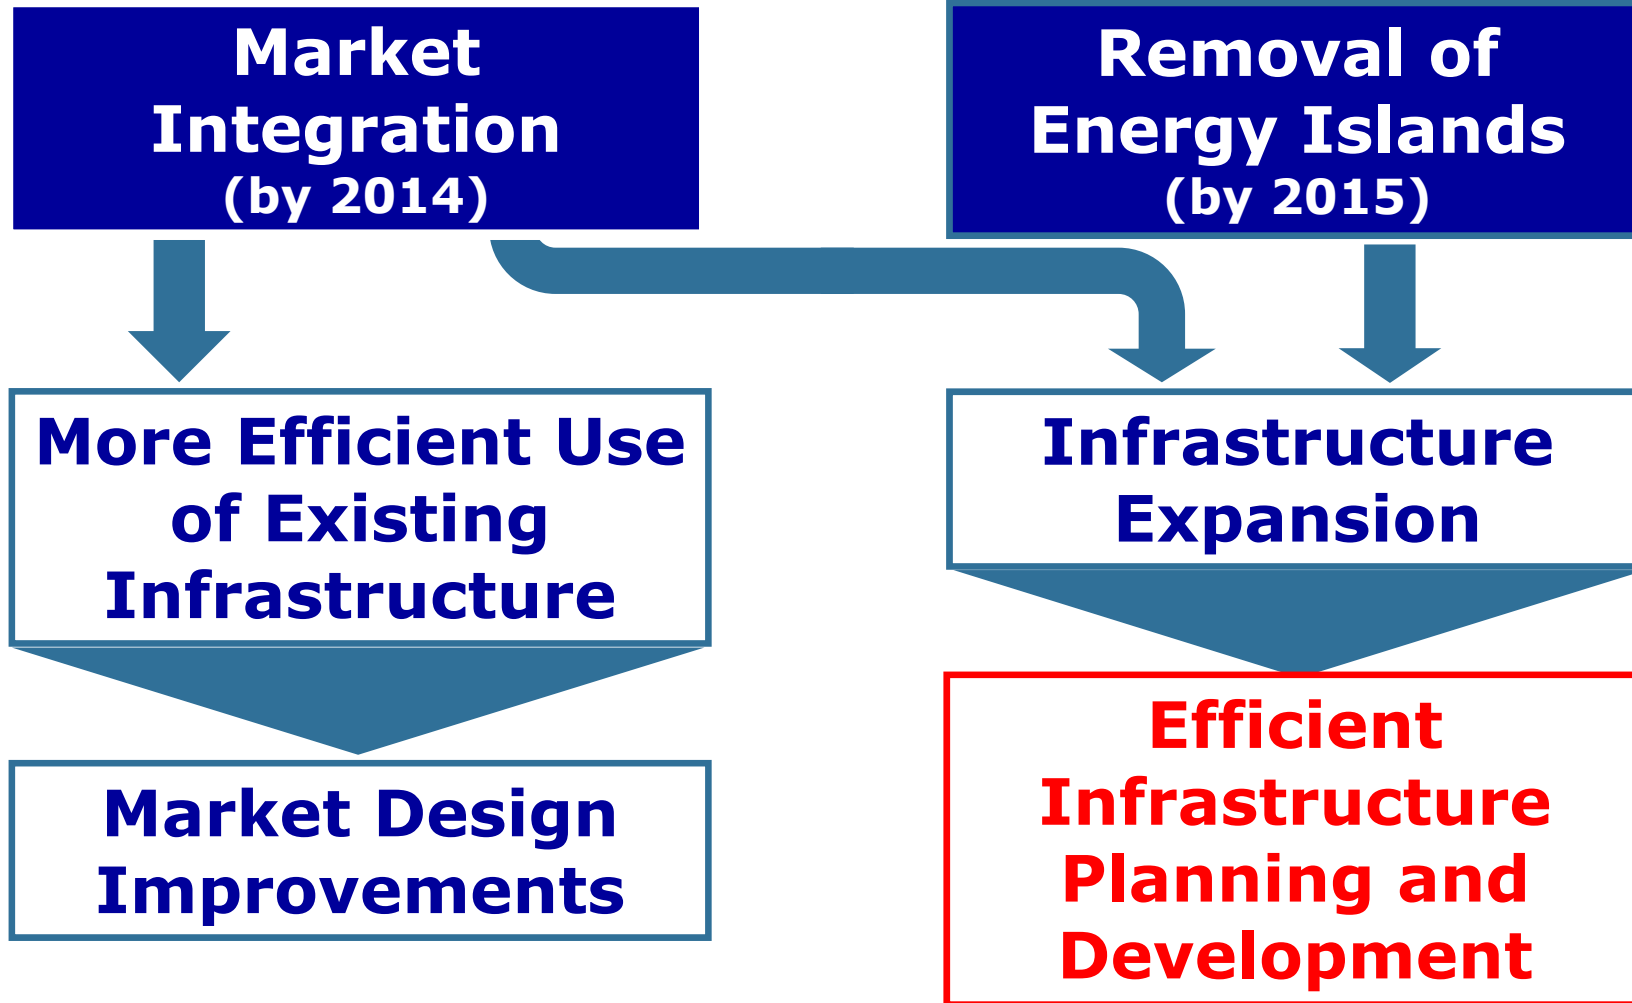 Market
Integration
(by 2014)
Removal of
Energy Islands
(by 2015)
More Efficient Use
of Existing
Infrastructure
Infrastructure
Expansion
Market Design
Improvements
Efficient
Infrastructure
Planning and
Development